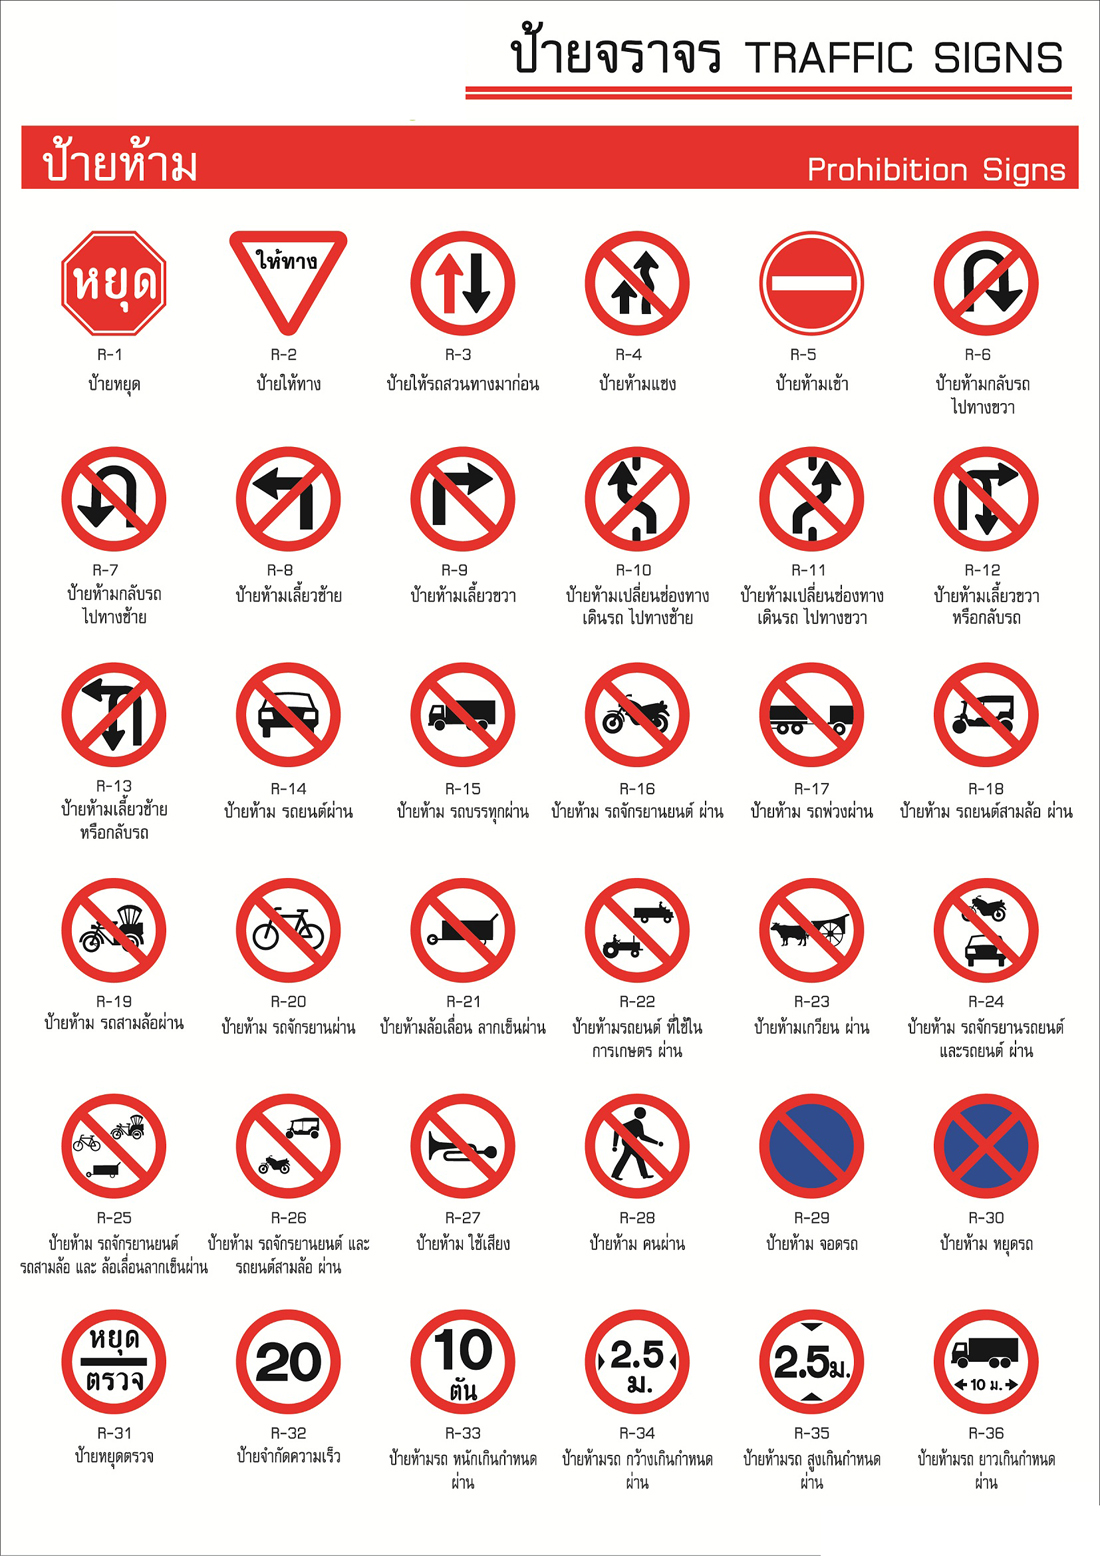 ป้ายจราจร TRAFFIC SIGNS
ป้ายห้าม Prohibition Signs
หยุด ให้ทาง
R-1 R-2 R-3 R-4 R-5 R-6
ป้ายหยุด ป้ายให้ทาง ป้ายให้รถสวนทางมาก่อน ป้ายห้ามแซง ป้ายห้ามเข้า ป้ายห้ามกลับรถ
ไปทางขวา
R-7 R-8 R-9 R-10 R-11 R-12
ป้ายห้ามกลับรถ ป้ายห้ามเลี้ยวซ้าย ป้ายห้ามเลี้ยวขวา ป้ายห้ามเปลี่ยนช่องทาง ป้ายห้ามเปลี่ยนช่องทาง ป้ายห้ามเลี้ยวขวา
ไปทางซ้าย เดินรถ ไปทางซ้าย เดินรถ ไปทางขวา หรือกลับรถ
R-13 R-14 R-15 R-16 R-17 R-18
ป้ายห้ามเลี้ยวซ้าย ป้ายห้าม รถยนต์ผ่าน ป้ายห้าม รถบรรทุกผ่าน ป้ายห้าม รถจักรยานยนต์ ผ่าน ป้ายห้าม รถพ่วงผ่าน ป้ายห้าม รถยนต์สามล้อ ผ่าน
หรือกลับรถ
R-19 R-20 R-21 R-22 R-23 R-24
ป้ายห้าม รถสามล้อผ่าน ป้ายห้าม รถจักรยานผ่าน ป้ายห้ามล้อเลื่อน ลากเข็นผ่าน ป้ายห้ามรถยนต์ ที่ใช้ใน ป้ายห้ามเกวียน ผ่าน ป้ายห้าม รถจักรยานรถยนต์
การเกษตร ผ่าน และรถยนต์ ผ่าน
R-25 R-26 R-27 R-28 R-29 R-30
ป้ายห้าม รถจักรยานยนต์ ป้ายห้าม รถจักรยานยนต์ และ ป้ายห้าม ใช้เสียง ป้ายห้าม คนผ่าน ป้ายห้าม จอดรถ ป้ายห้าม หยุดรถ
รถสามล้อ และ ล้อเลื่อนลากเข็นผ่าน รถยนต์สามล้อ ผ่าน
หยุด 20 10 2.5 2.5ม.
ตรวจ ตัน ม. 10 ม.
R-31 R-32 R-33 R-34 R-35 R-36
ป้ายหยุดตรวจ ป้ายจำกัดความเร็ว ป้ายห้ามรถ หนักเกินกำหนด ป้ายห้ามรถ กว้างเกินกำหนด ป้ายห้ามรถ สูงเกินกำหนด ป้ายห้ามรถ ยาวเกินกำหนด
ผ่าน ผ่าน ผ่าน ผ่าน